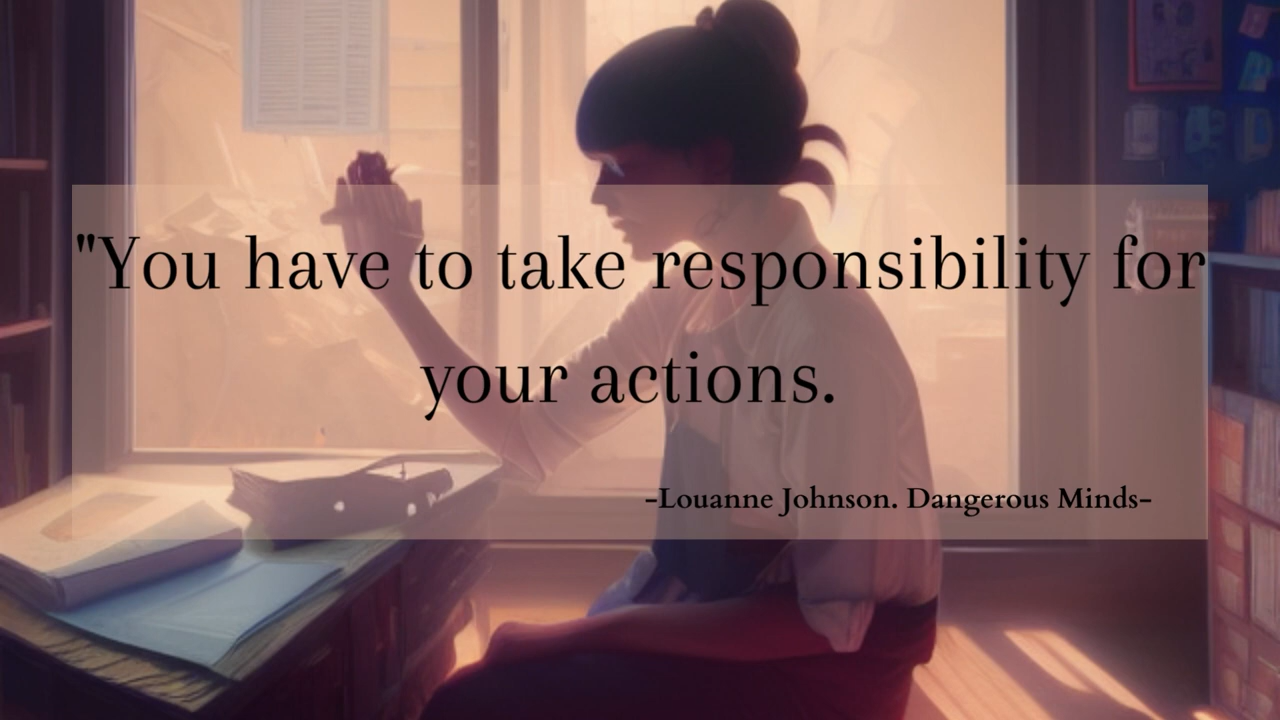 "You have to take responsibility for
your actions.
-Louanne Johnson. Dangerous Minds-